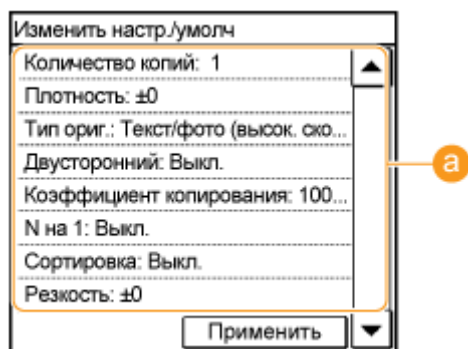 Изменить настр./умолч
Количество копий: 1
Плотность: ±0
Тип ориг.: Текст/фото (высок. ско...
Двусторонний: Выкл.
Коэффициент копирования: 100...
N на 1: Выкл.
Сортировка: Выкл.
Резкость: ±0
Применить
a